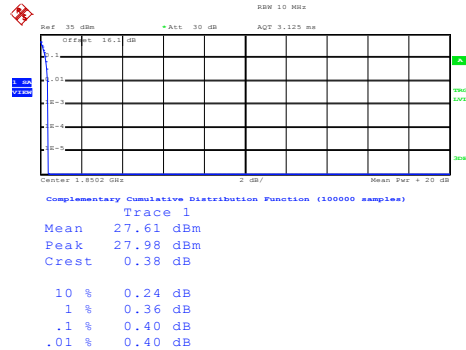 RBW 10 MHz
Ref 35 dBm * Att 30 dB AQT 3.125 ms
Offset 16.1 dB
0.1
A
0.01
1 SA
VIEW
TRG
LVL
1E-3
1E-4
1E-5
3DB
Center 1.8502 GHz 2 dB/ Mean Pwr + 20 dB
Complementary Cumulative Distribution Function (100000 samples)
Trace 1
Mean 27.61 dBm
Peak 27.98 dBm
Crest 0.38 dB
10 % 0.24 dB
1 % 0.36 dB
.1 % 0.40 dB
.01 % 0.40 dB